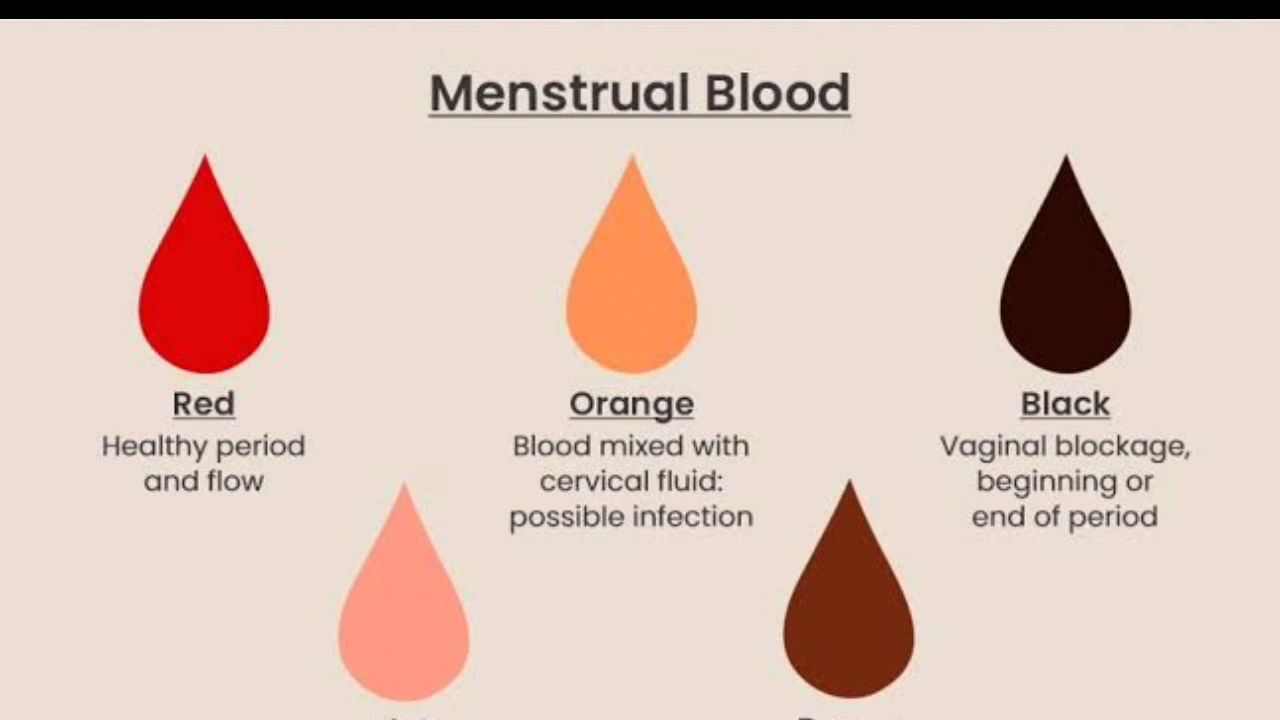 Menstrual Blood
Red
Healthy period
and flow
Orange
Blood mixed with
cervical fluid:
possible infection
Black
Vaginal blockage,
beginning or
end of period